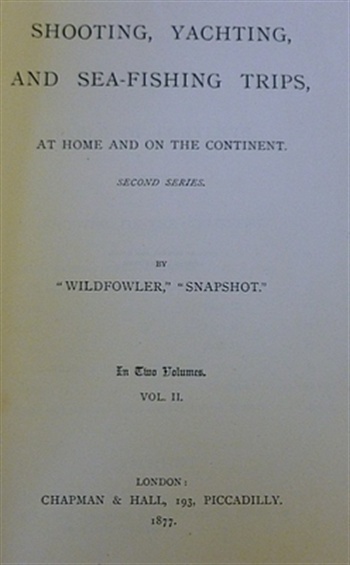 SHOOTING, YACHTING,
AND SEA-FISHING TRIPS,
AT HOME AND ON THE CONTINENT.
SECOND SERIES.
BY
"WILDFOWLER," "SNAPSHOT."
In Two Volumes.
VOL. II.
LONDON:
CHAPMAN & HALL, 193, PICCADILLY.
1877.